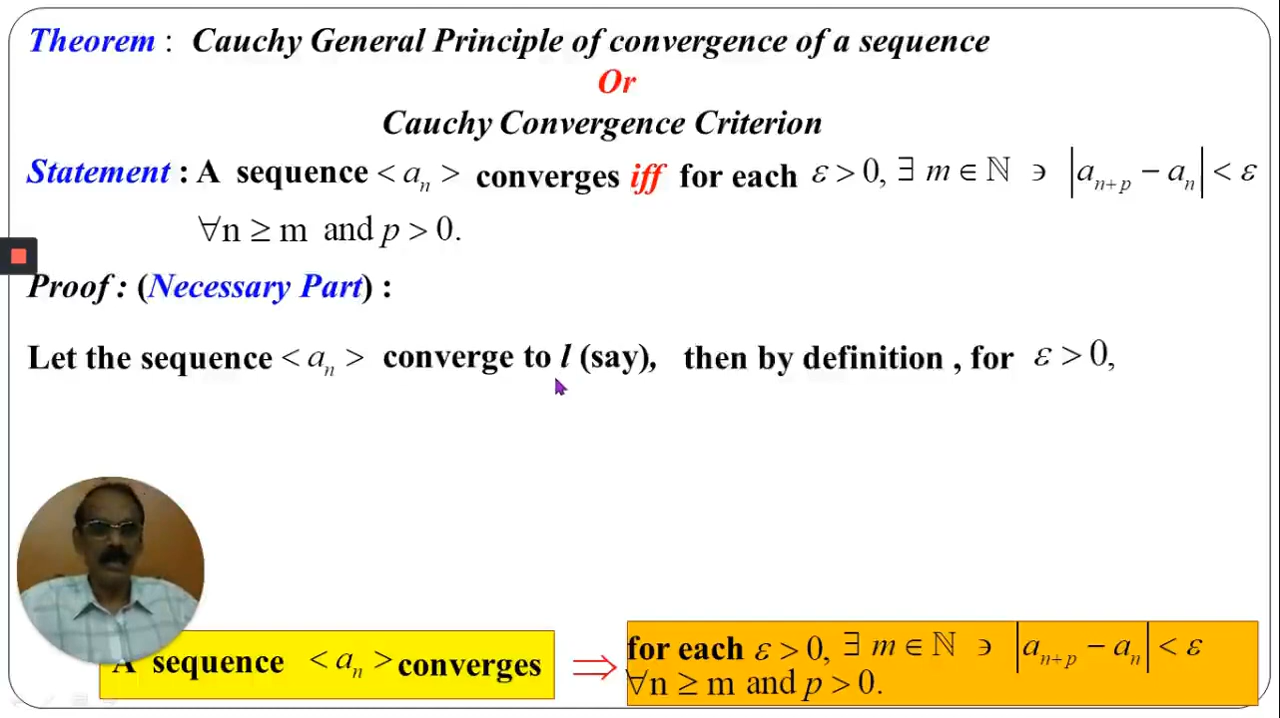 Theorem : Cauchy General Principle of convergence of a sequence
Or
Cauchy Convergence Criterion
Statement : A sequence < aₙ > converges iff for each ε > 0, ∃ m ∈ ℕ ∍ |aₙ₊ₚ − aₙ| < ε
∀n ≥ m and p > 0.
Proof : (Necessary Part) :
Let the sequence < aₙ > converge to l (say), then by definition , for ε > 0,
A sequence < aₙ > converges ⇒ for each ε > 0, ∃ m ∈ ℕ ∍ |aₙ₊ₚ − aₙ| < ε
∀n ≥ m and p > 0.